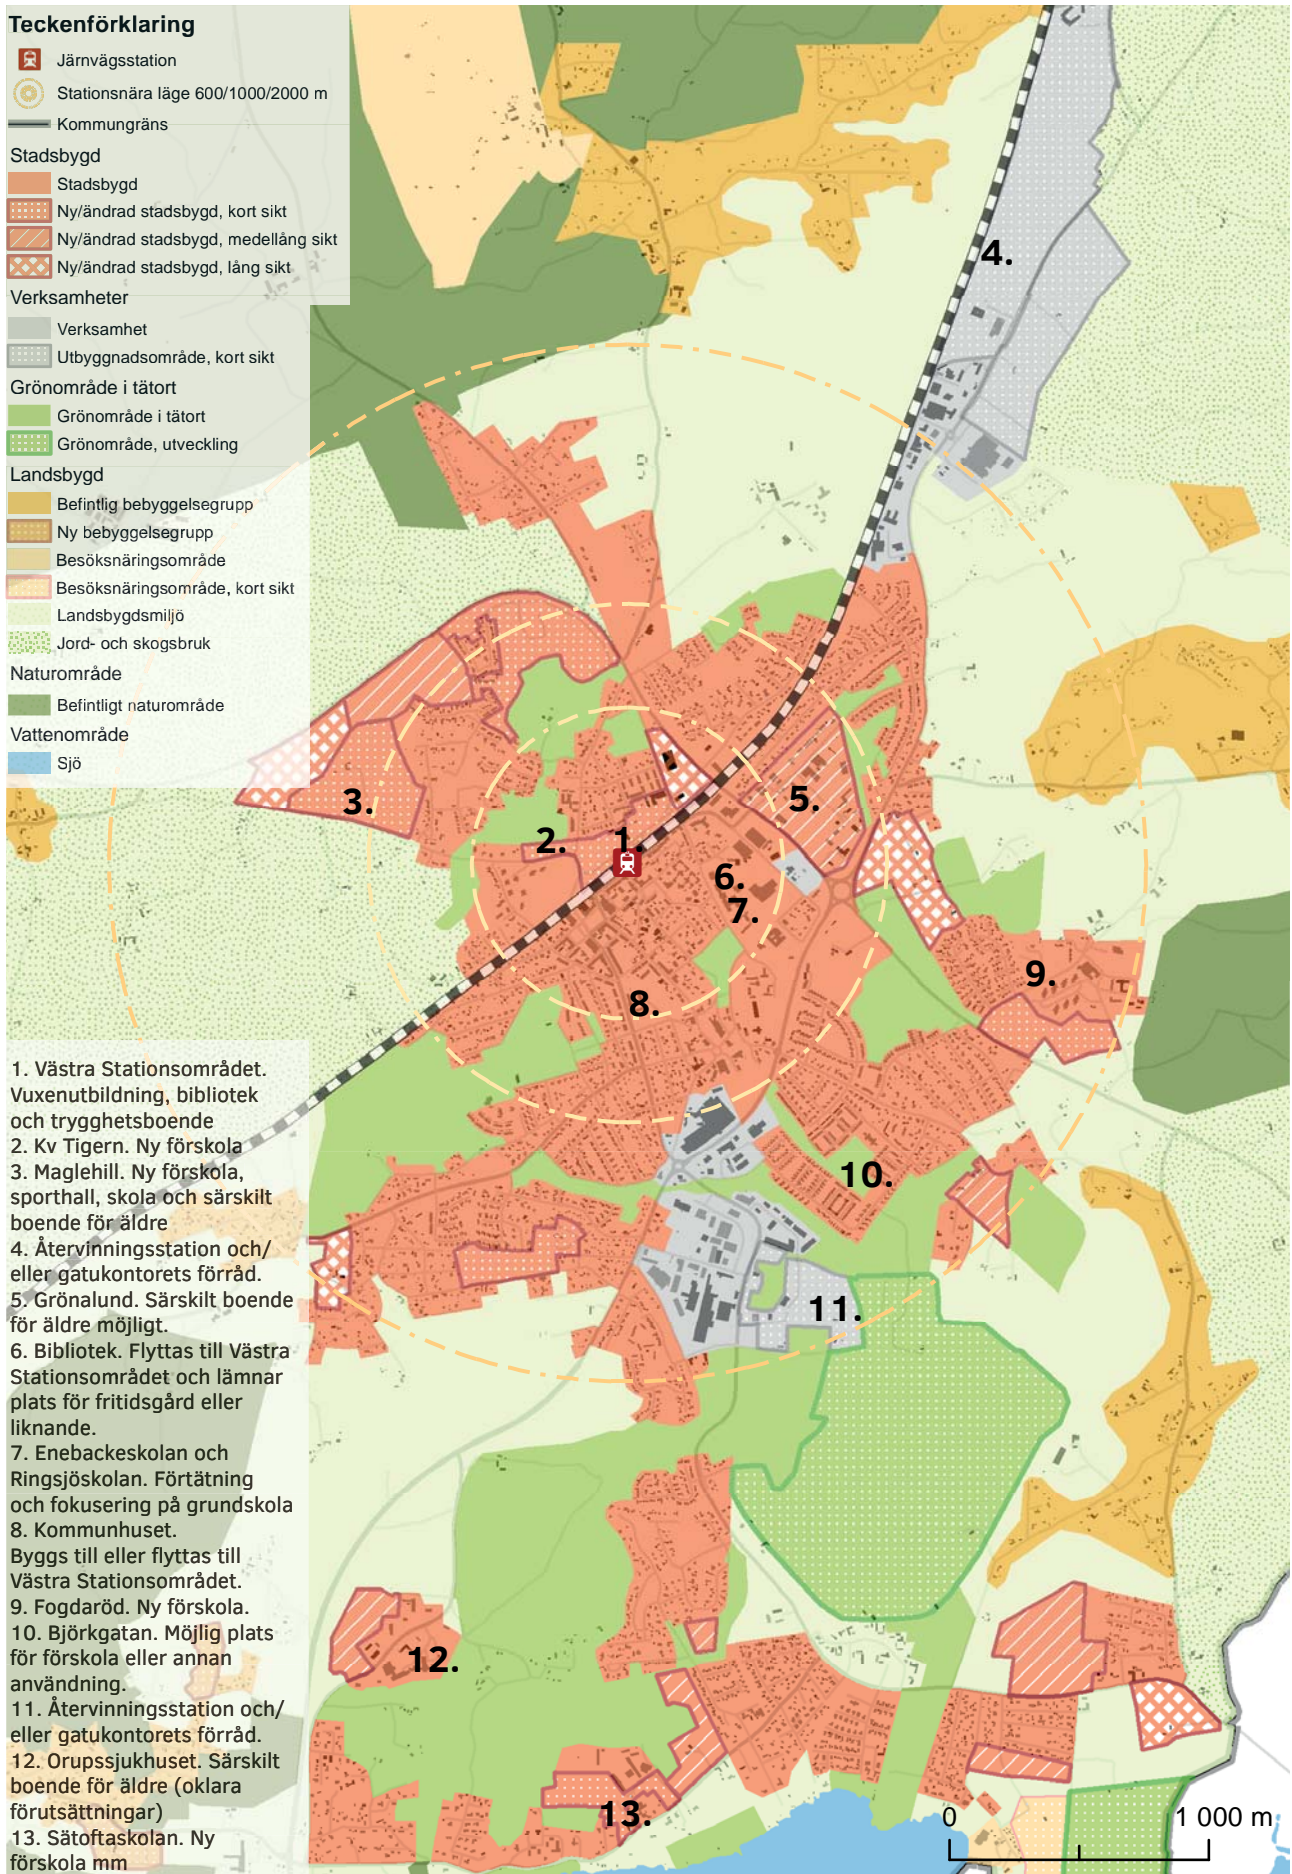 Teckenförklaring
Järnvägsstation
Stationsnära läge 600/1000/2000 m
Kommungräns
Stadsbygd
Stadsbygd
Ny/ändrad stadsbygd, kort sikt
Ny/ändrad stadsbygd, medellång sikt
Ny/ändrad stadsbygd, lång sikt
Verksamheter
Verksamhet
Utbyggnadsområde, kort sikt
Grönområde i tätort
Grönområde i tätort
Grönområde, utveckling
Landsbygd
Befintlig bebyggelsegrupp
Ny bebyggelsegrupp
Besöksnäringsområde
Besöksnäringsområde, kort sikt
Landsbygdsmiljö
Jord- och skogsbruk
Naturområde
Befintligt naturområde
Vattenområde
Sjö
4.
3.
5.
2.
1.
6.
7.
9.
8.
10.
11.
12.
13.
1. Västra Stationsområdet.
Vuxenutbildning, bibliotek
och trygghetsboende
2. Kv Tigern. Ny förskola
3. Maglehill. Ny förskola,
sporthall, skola och särskilt
boende för äldre
4. Återvinningsstation och/
eller gatukontorets förråd.
5. Grönalund. Särskilt boende
för äldre möjligt.
6. Bibliotek. Flyttas till Västra
Stationsområdet och lämnar
plats för fritidsgård eller
liknande.
7. Enebackeskolan och
Ringsjöskolan. Förtätning
och fokusering på grundskola
8. Kommunhuset.
Byggs till eller flyttas till
Västra Stationsområdet.
9. Fogdaröd. Ny förskola.
10. Björkgatan. Möjlig plats
för förskola eller annan
användning.
11. Återvinningsstation och/
eller gatukontorets förråd.
12. Orupssjukhuset. Särskilt
boende för äldre (oklara
förutsättningar)
13. Sätoftaskolan. Ny
förskola mm
0 1 000 m